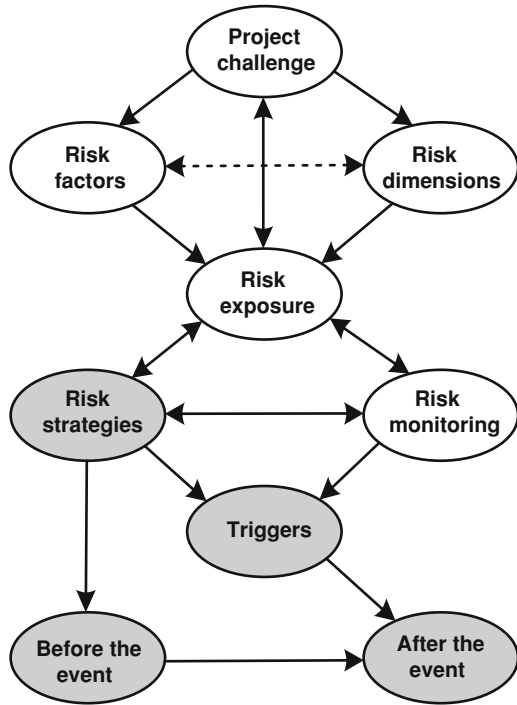 Project
challenge
Risk
factors
Risk
dimensions
Risk
exposure
Risk
strategies
Risk
monitoring
Triggers
Before the
event
After the
event